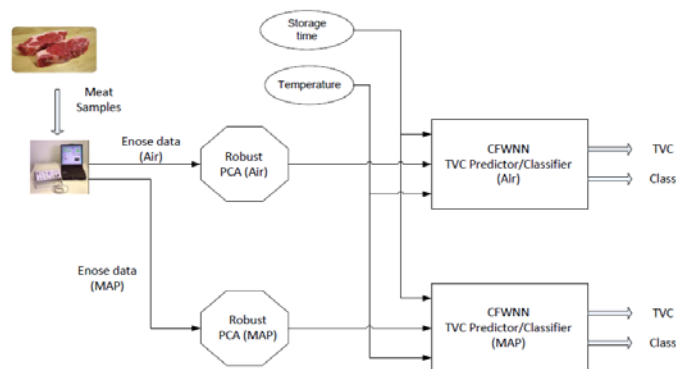 Storage
time
Meat
Samples
Temperature
Enose data
(Air)
Robust
PCA (Air)
CFWNN
TVC Predictor/Classifier
(Air)
TVC
Class
Enose data
(MAP)
Robust
PCA (MAP)
CFWNN
TVC Predictor/Classifier
(MAP)
TVC
Class